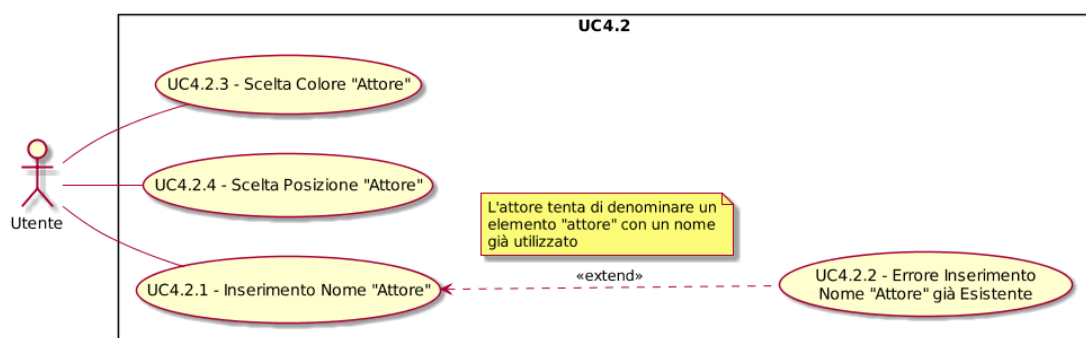 UC4.2
UC4.2.3 - Scelta Colore "Attore"
UC4.2.4 - Scelta Posizione "Attore"
Utente
L'attore tenta di denominare un
elemento "attore" con un nome
già utilizzato
«extend»
UC4.2.1 - Inserimento Nome "Attore"
UC4.2.2 - Errore Inserimento
Nome "Attore" già Esistente